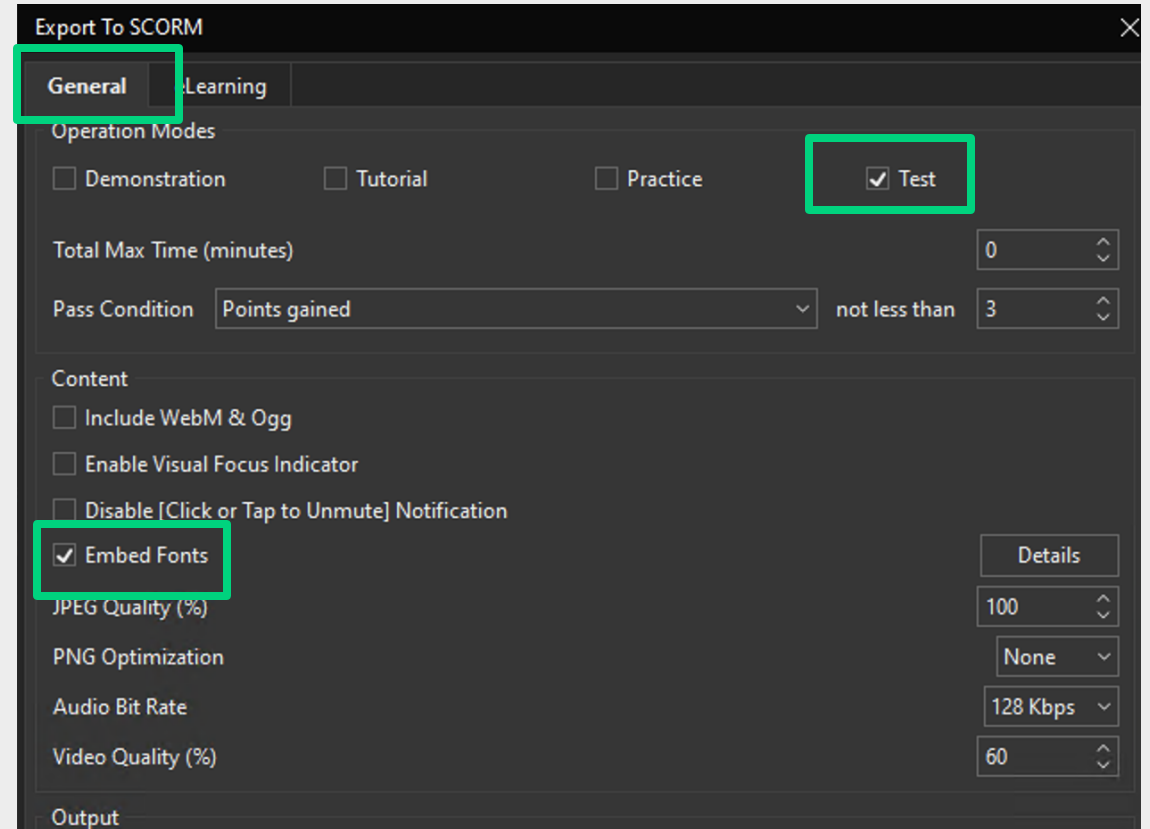 Export To SCORM
General eLearning
Operation Modes
Demonstration Tutorial Practice Test
Total Max Time (minutes) 0
Pass Condition Points gained not less than 3
Content
Include WebM & Ogg
Enable Visual Focus Indicator
Disable [Click or Tap to Unmute] Notification
Embed Fonts Details
JPEG Quality (%) 100
PNG Optimization None
Audio Bit Rate 128 Kbps
Video Quality (%) 60
Output